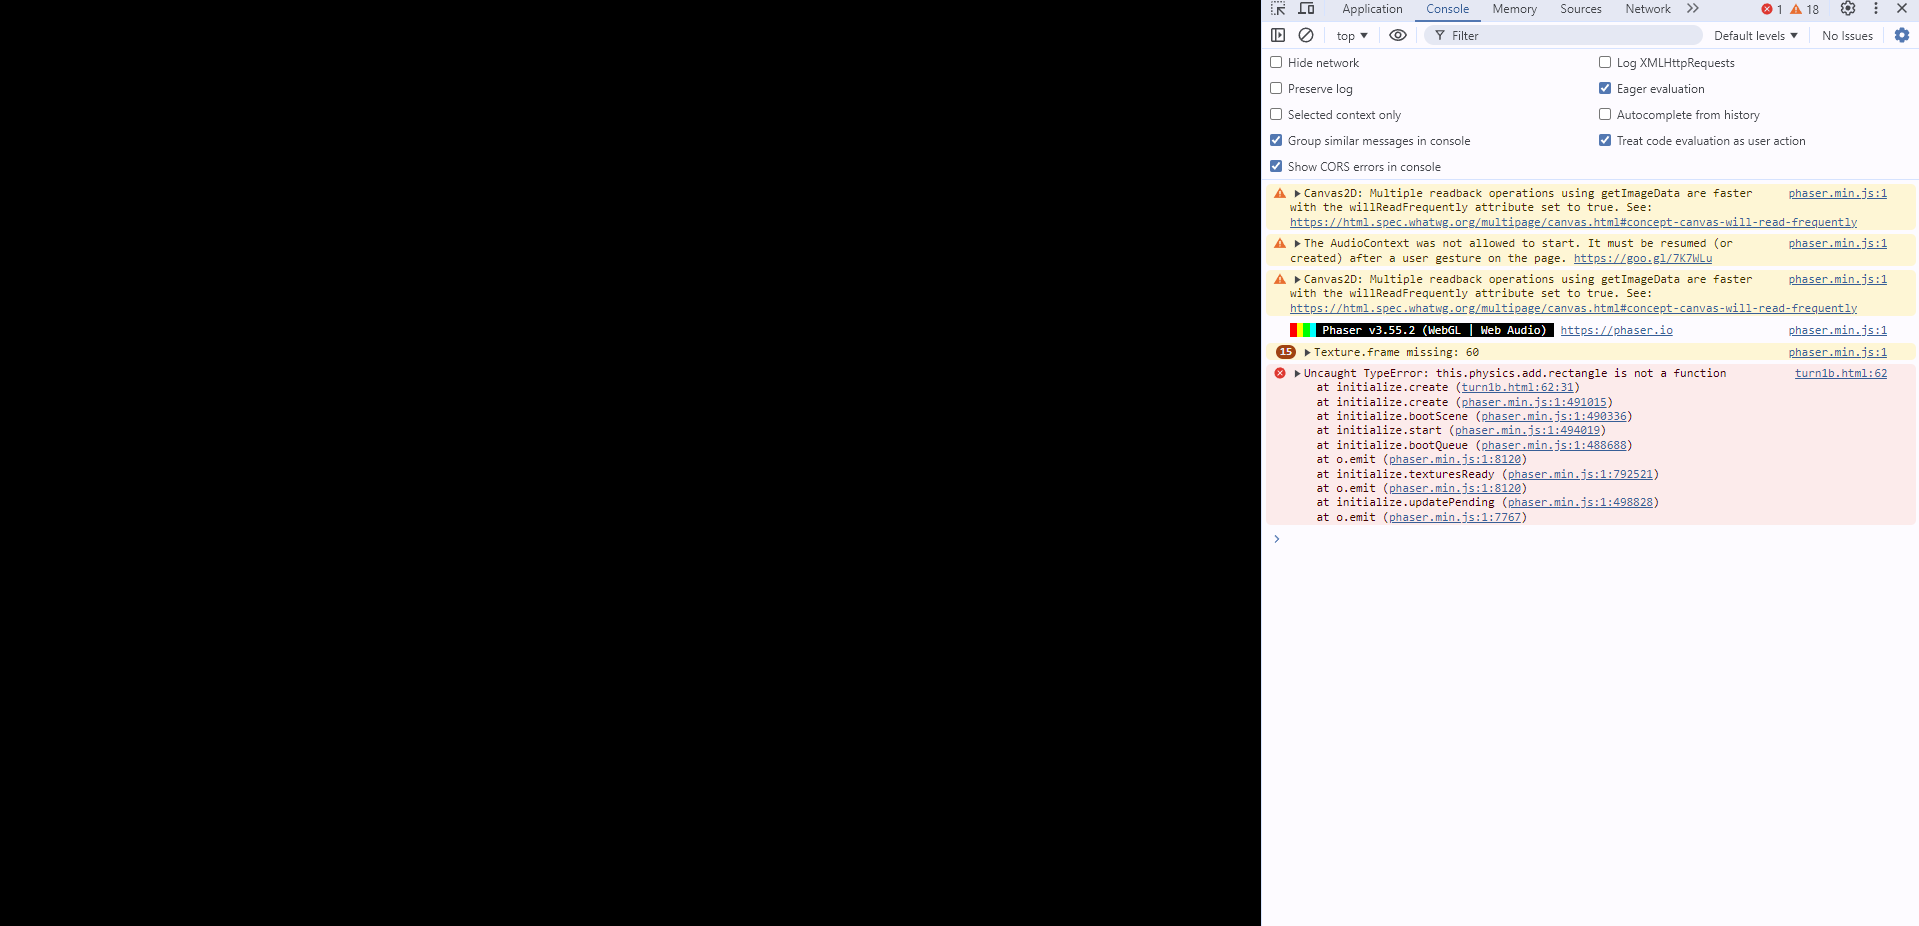 Application Console Memory Sources Network 1 18
top Filter Default levels No Issues
Hide network Log XMLHttpRequests
Preserve log Eager evaluation
Selected context only Autocomplete from history
Group similar messages in console Treat code evaluation as user action
Show CORS errors in console
Canvas2D: Multiple readback operations using getImageData are faster phaser.min.js:1
with the willReadFrequently attribute set to true. See:
https://html.spec.whatwg.org/multipage/canvas.html#concept-canvas-will-read-frequently
The AudioContext was not allowed to start. It must be resumed (or phaser.min.js:1
created) after a user gesture on the page. https://goo.gl/7K7WLu
Canvas2D: Multiple readback operations using getImageData are faster phaser.min.js:1
with the willReadFrequently attribute set to true. See:
https://html.spec.whatwg.org/multipage/canvas.html#concept-canvas-will-read-frequently
Phaser v3.55.2 (WebGL | Web Audio) https://phaser.io phaser.min.js:1
15 Texture.frame missing: 60 phaser.min.js:1
Uncaught TypeError: this.physics.add.rectangle is not a function turn1b.html:62
at initialize.create (turn1b.html:62:31)
at initialize.create (phaser.min.js:1:491015)
at initialize.bootScene (phaser.min.js:1:490336)
at initialize.start (phaser.min.js:1:494019)
at initialize.bootQueue (phaser.min.js:1:488688)
at o.emit (phaser.min.js:1:8120)
at initialize.texturesReady (phaser.min.js:1:792521)
at o.emit (phaser.min.js:1:8120)
at initialize.updatePending (phaser.min.js:1:498828)
at o.emit (phaser.min.js:1:7767)